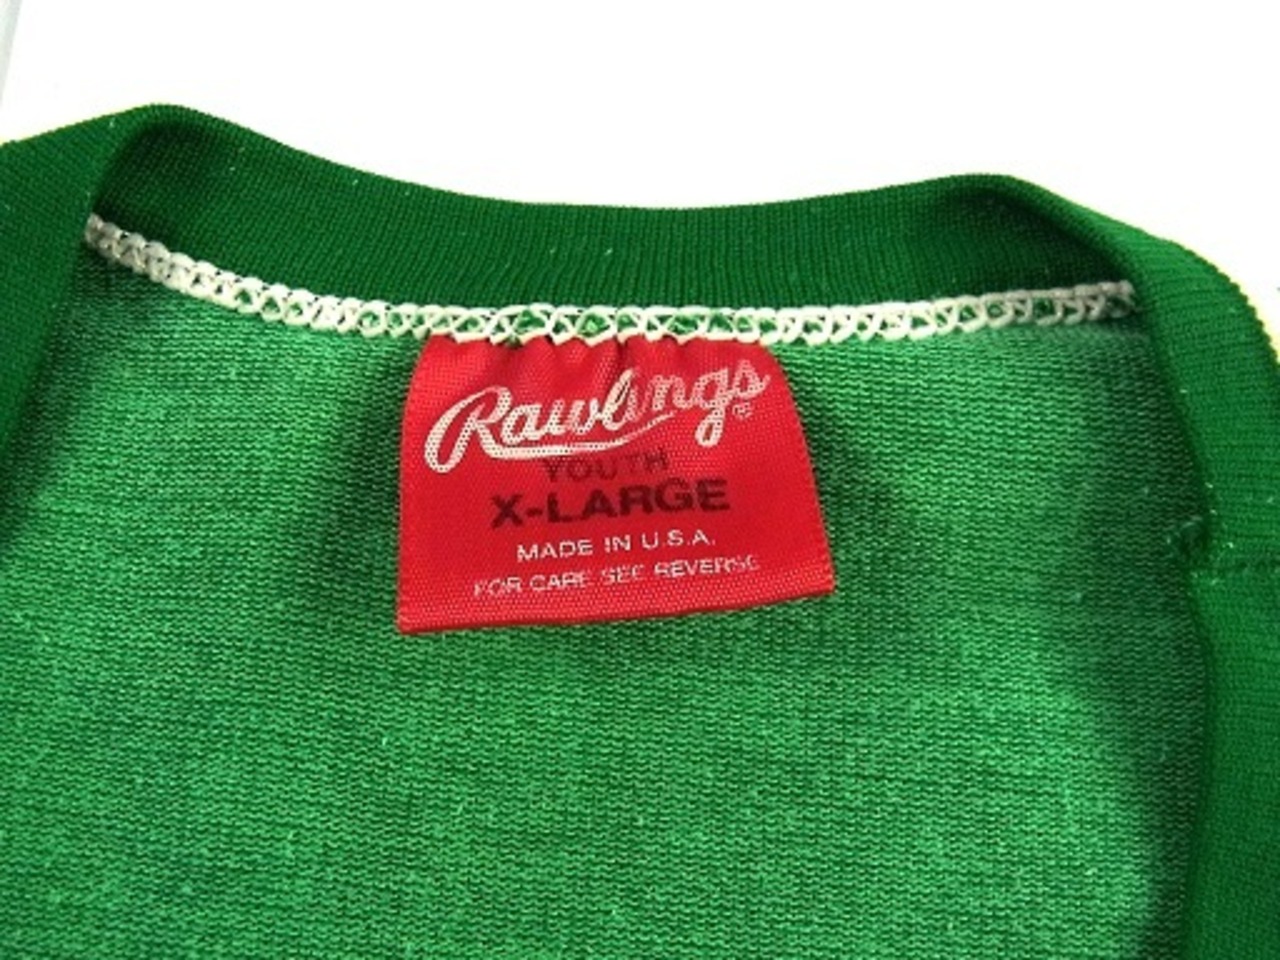 Rawlings®
YOUTH
X-LARGE
MADE IN U.S.A.
FOR CARE SEE REVERSE